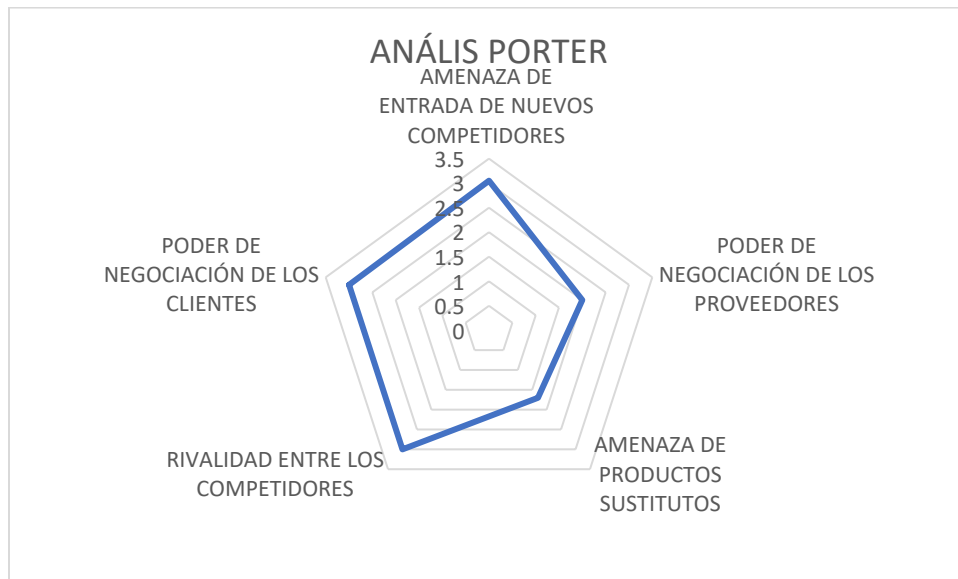 ANÁLIS PORTER
AMENAZA DE
ENTRADA DE NUEVOS
COMPETIDORES
3.5
3
2.5
2
1.5
1
0.5
0
PODER DE
NEGOCIACIÓN DE LOS
CLIENTES
PODER DE
NEGOCIACIÓN DE LOS
PROVEEDORES
RIVALIDAD ENTRE LOS
COMPETIDORES
AMENAZA DE
PRODUCTOS
SUSTITUTOS